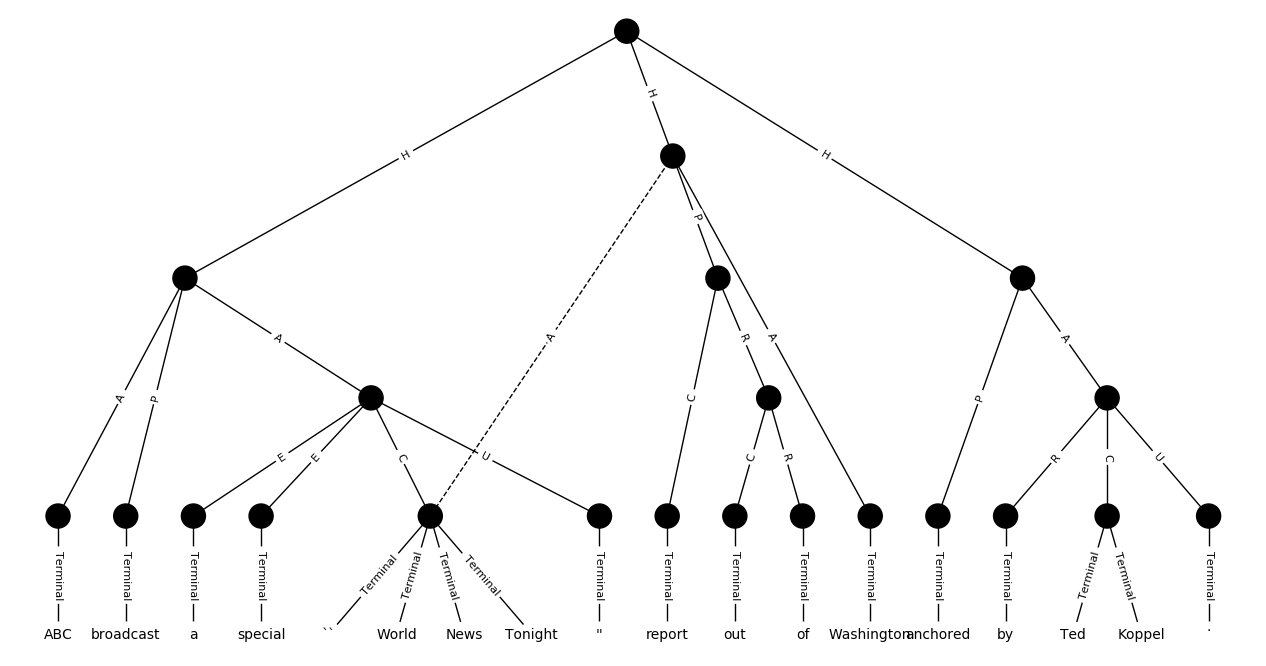 H
H
H
P
A
A
R
A
A
A
P
C
P
E
E
C
U
C
R
R
C
U
Terminal Terminal Terminal Terminal Terminal Terminal Terminal Terminal Terminal Terminal Terminal Terminal Terminal Terminal Terminal Terminal Terminal Terminal
ABC broadcast a special `` World News Tonight " report out of Washington anchored by Ted Koppel .